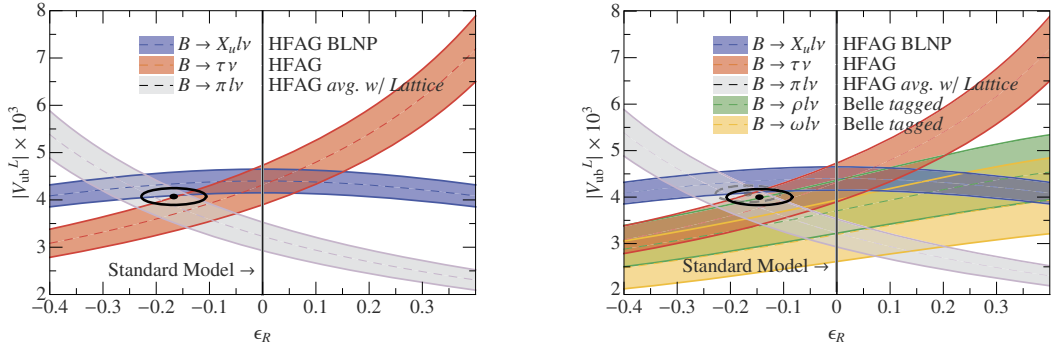 8
7
6
5
4
3
2
|V_ub^L| × 10^3
B → X_u lν HFAG BLNP
B → τν HFAG
B → πlν HFAG avg. w/ Lattice
Standard Model →
−0.4 −0.3 −0.2 −0.1 0 0.1 0.2 0.3
ϵ_R
8
7
6
5
4
3
2
|V_ub^L| × 10^3
B → X_u lν HFAG BLNP
B → τν HFAG
B → πlν HFAG avg. w/ Lattice
B → ρlν Belle tagged
B → ωlν Belle tagged
Standard Model →
−0.4 −0.3 −0.2 −0.1 0 0.1 0.2 0.3
ϵ_R